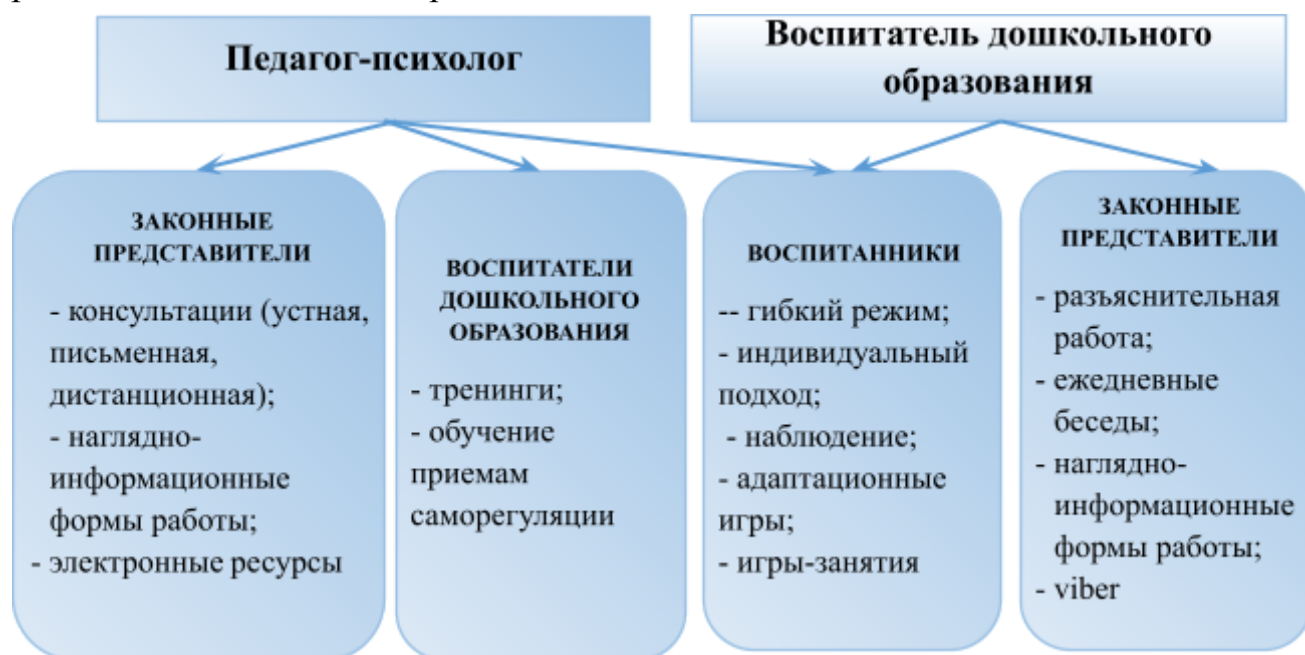 Педагог-психолог
Воспитатель дошкольного
образования
ЗАКОННЫЕ
ПРЕДСТАВИТЕЛИ
- консультации (устная,
письменная,
дистанционная);
- наглядно-
информационные
формы работы;
- электронные ресурсы
ВОСПИТАТЕЛИ
ДОШКОЛЬНОГО
ОБРАЗОВАНИЯ
- тренинги;
- обучение
приемам
саморегуляции
ВОСПИТАННИКИ
-- гибкий режим;
- индивидуальный
подход;
- наблюдение;
- адаптационные
игры;
- игры-занятия
ЗАКОННЫЕ
ПРЕДСТАВИТЕЛИ
- разъяснительная
работа;
- ежедневные
беседы;
- наглядно-
информационные
формы работы;
- viber